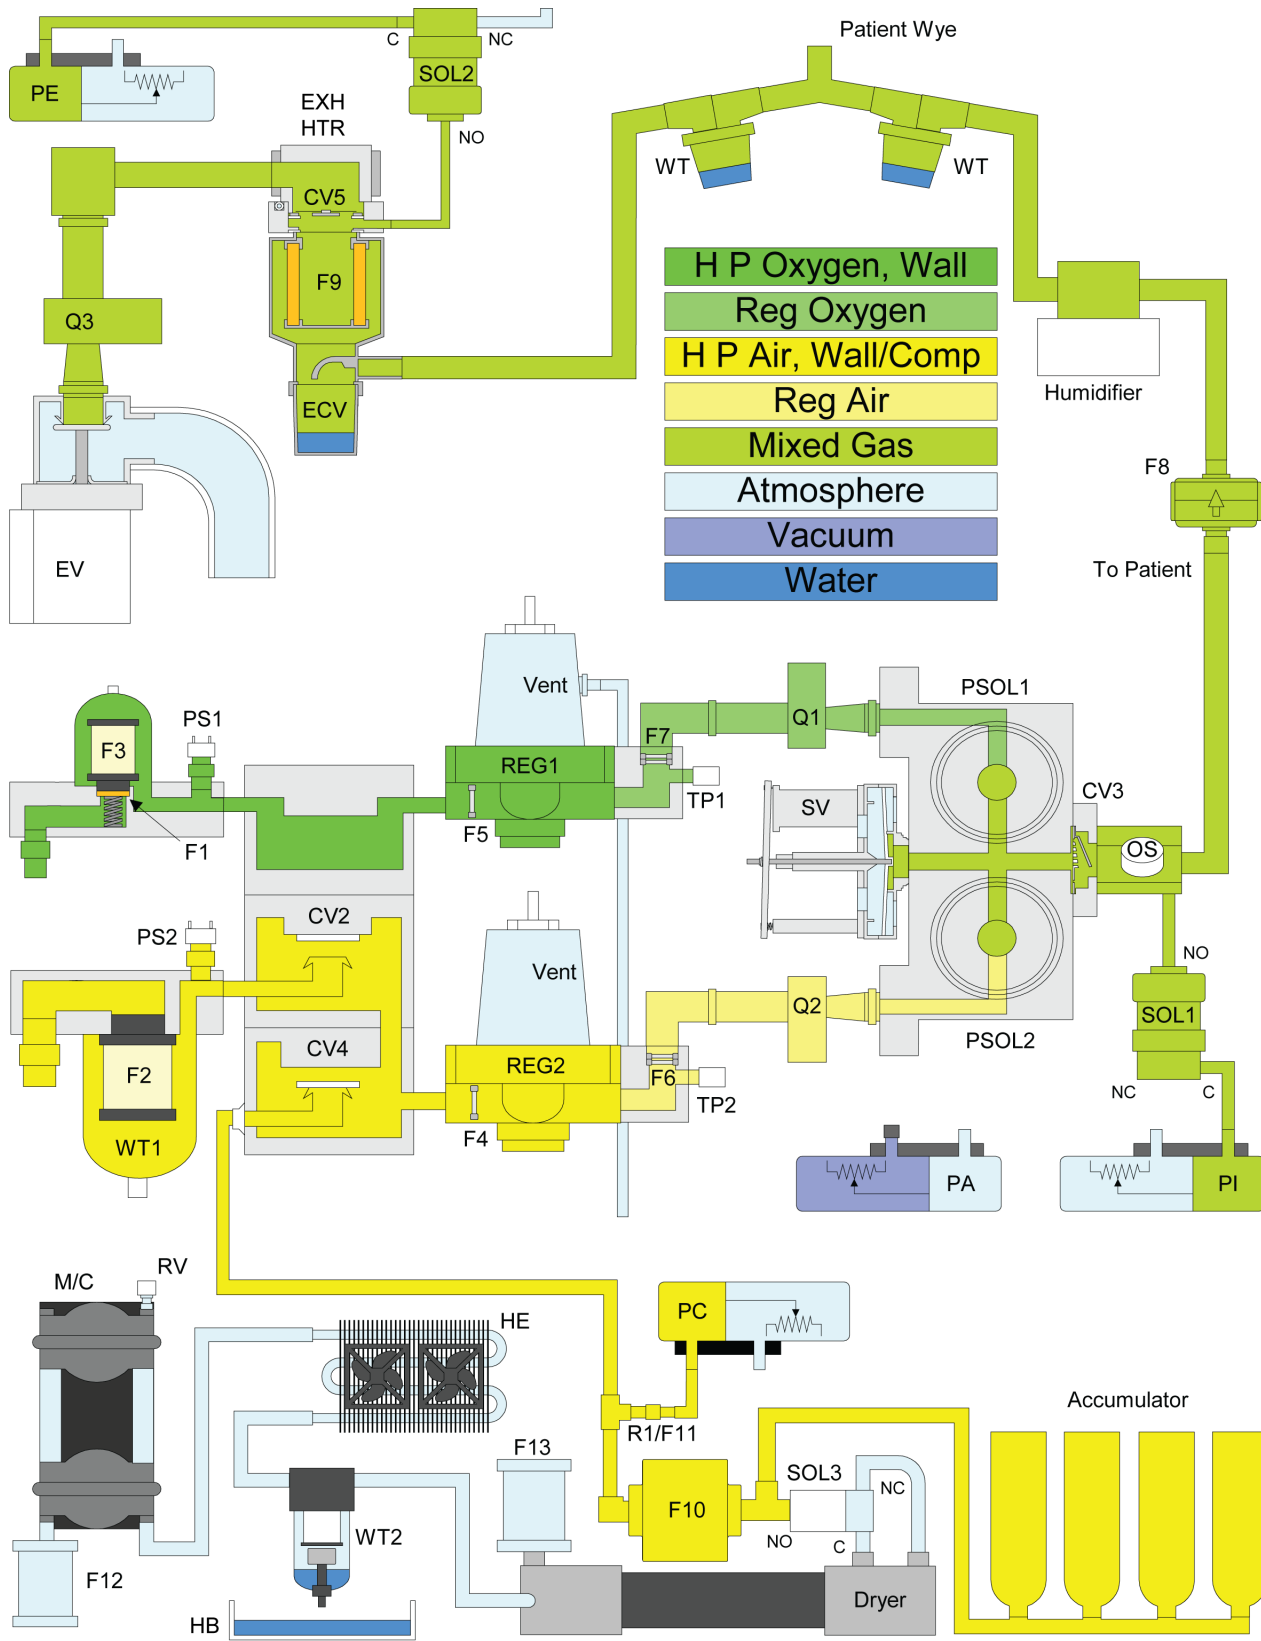 Patient Wye
C
NC
SOL2
PE
EXH
HTR
NO
WT
WT
CV5
F9
H P Oxygen, Wall
Reg Oxygen
H P Air, Wall/Comp
Reg Air
Mixed Gas
Atmosphere
Vacuum
Water
Q3
Humidifier
ECV
F8
EV
To Patient
Vent
PSOL1
PS1
F3
F7
Q1
REG1
TP1
CV3
SV
F5
F1
OS
CV2
PS2
NO
Vent
Q2
SOL1
PSOL2
CV4
REG2
F2
F6
TP2
NC
C
F4
WT1
PA
PI
RV
M/C
HE
PC
Accumulator
R1/F11
F13
SOL3
NC
F10
NO
WT2
C
F12
Dryer
HB